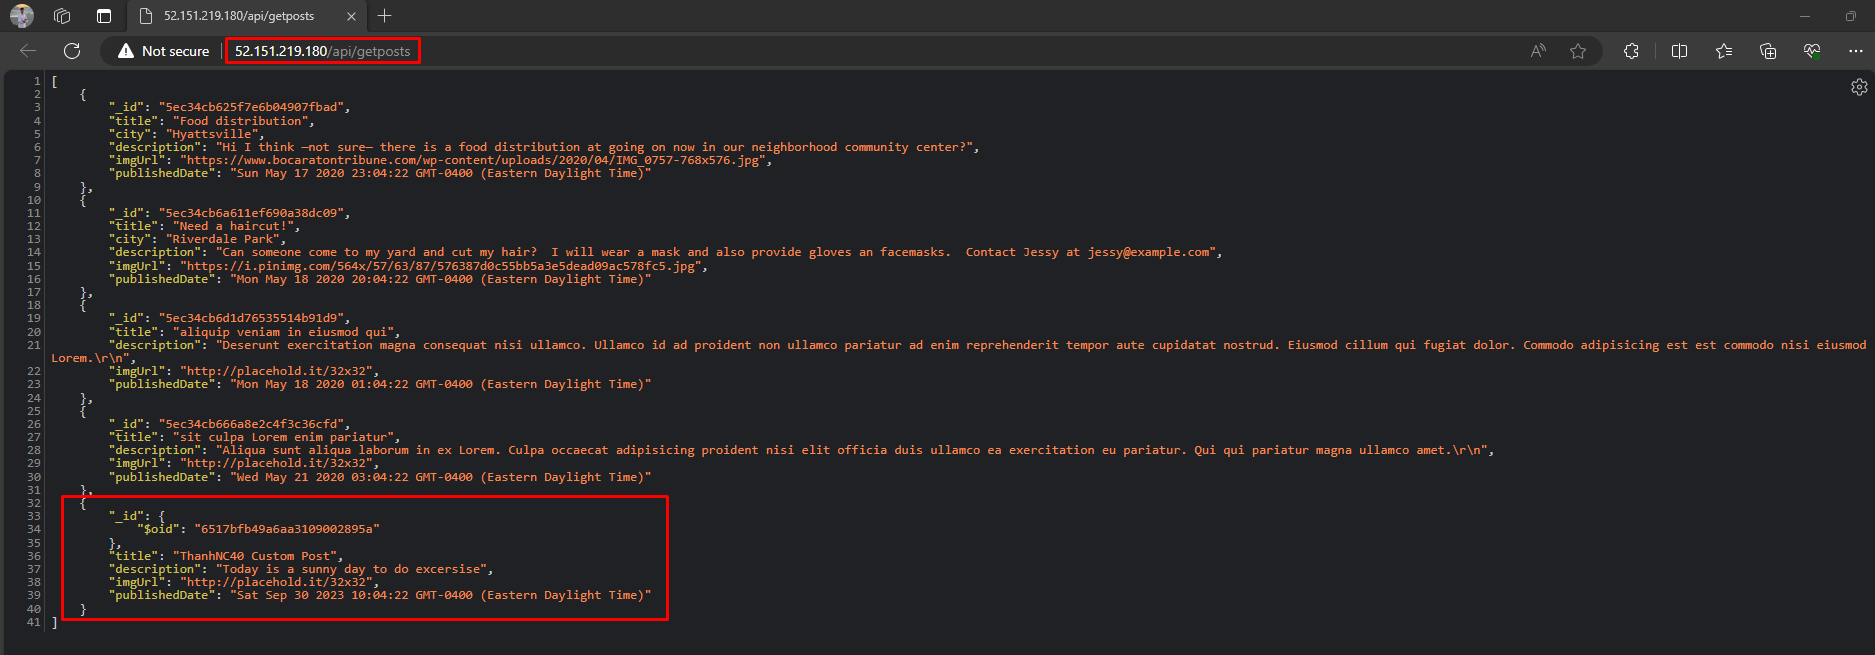 52.151.219.180/api/getposts
Not secure
52.151.219.180/api/getposts
1 [
2 {
3 "_id": "5ec34cb625f7e6b04907fbad",
4 "title": "Food distribution",
5 "city": "Hyattsville",
6 "description": "Hi I think —not sure— there is a food distribution at going on now in our neighborhood community center?",
7 "imgUrl": "https://www.bocaratontribune.com/wp-content/uploads/2020/04/IMG_0757-768x576.jpg",
8 "publishedDate": "Sun May 17 2020 23:04:22 GMT-0400 (Eastern Daylight Time)"
9 },
10 {
11 "_id": "5ec34cb6a611ef690a38dc09",
12 "title": "Need a haircut!",
13 "city": "Riverdale Park",
14 "description": "Can someone come to my yard and cut my hair?  I will wear a mask and also provide gloves an facemasks.  Contact Jessy at jessy@example.com",
15 "imgUrl": "https://i.pinimg.com/564x/57/63/87/576387d0c55bb5a3e5dead09ac578fc5.jpg",
16 "publishedDate": "Mon May 18 2020 20:04:22 GMT-0400 (Eastern Daylight Time)"
17 },
18 {
19 "_id": "5ec34cb6d1d76535514b91d9",
20 "title": "aliquip veniam in eiusmod qui",
21 "description": "Deserunt exercitation magna consequat nisi ullamco. Ullamco id ad proident non ullamco pariatur ad enim reprehenderit tempor aute cupidatat nostrud. Eiusmod cillum qui fugiat dolor. Commodo adipisicing est est commodo nisi eiusmod
Lorem.\r\n",
22 "imgUrl": "http://placehold.it/32x32",
23 "publishedDate": "Mon May 18 2020 01:04:22 GMT-0400 (Eastern Daylight Time)"
24 },
25 {
26 "_id": "5ec34cb666a8e2c4f3c36cfd",
27 "title": "sit culpa Lorem enim pariatur",
28 "description": "Aliqua sunt aliqua laborum in ex Lorem. Culpa occaecat adipisicing proident nisi elit officia duis ullamco ea exercitation eu pariatur. Qui qui pariatur magna ullamco amet.\r\n",
29 "imgUrl": "http://placehold.it/32x32",
30 "publishedDate": "Wed May 21 2020 03:04:22 GMT-0400 (Eastern Daylight Time)"
31 },
32 {
33 "_id": {
34 "$oid": "6517bfb49a6aa3109002895a"
35 },
36 "title": "ThanhNC40 Custom Post",
37 "description": "Today is a sunny day to do excersise",
38 "imgUrl": "http://placehold.it/32x32",
39 "publishedDate": "Sat Sep 30 2023 10:04:22 GMT-0400 (Eastern Daylight Time)"
40 }
41 ]